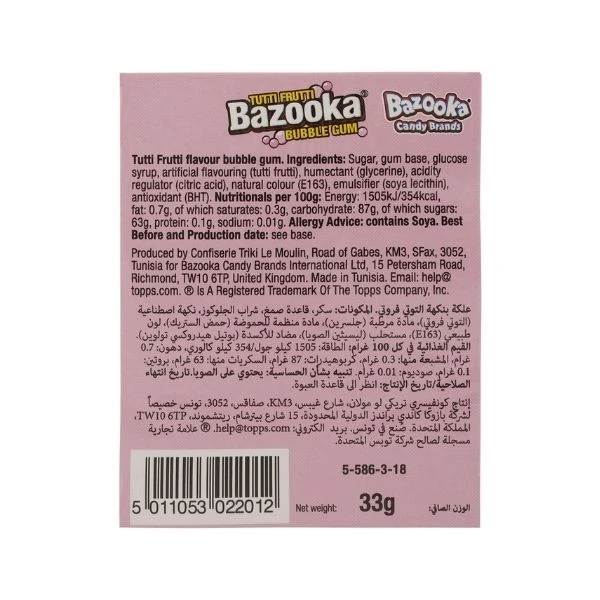 TUTTI FRUTTI
Bazooka®
BUBBLE GUM
Bazooka®
Candy Brands
Tutti Frutti flavour bubble gum. Ingredients: Sugar, gum base, glucose
syrup, artificial flavouring (tutti frutti), humectant (glycerine), acidity
regulator (citric acid), natural colour (E163), emulsifier (soya lecithin),
antioxidant (BHT). Nutritionals per 100g: Energy: 1505KJ/354kcal,
fat: 0.7g, of which saturates: 0.3g, carbohydrate: 87g, of which sugars:
63g, protein: 0.1g, sodium: 0.01g. Allergy Advice: contains Soya. Best
Before and Production date: see base.
Produced by Confiserie Triki Le Moulin, Road of Gabes, KM3, SFax, 3052,
Tunisia for Bazooka Candy Brands International Ltd, 15 Petersham Road,
Richmond, TW10 6TP, United Kingdom. Made in Tunisia. Email: help@
topps.com. ® Is A Registered Trademark Of The Topps Company, Inc.
علكة بنكهة التوتي فروتي. المكونات: سكر، قاعدة صمغ، شراب الجلوكوز، نكهة اصطناعية
(التوتي فروتي)، مادة مرطبة (جلسرين)، مادة منظمة للحموضة (حمض الستريك)، لون
طبيعي (E163)، مستحلب (ليسيثين الصويا)، مضاد للأكسدة (بوتيل هيدروكسي تولوين).
القيم الغذائية في كل 100 غرام: الطاقة: 1505 كيلو جول/354 كيلو كالوري، دهون: 0.7
غرام، المشبعة منها: 0.3 غرام، كربوهيدرات: 87 غرام، السكريات منها: 63 غرام، بروتين:
0.1 غرام، صوديوم: 0.01 غرام. تنبيه بشأن الحساسية: يحتوي على الصويا. تاريخ انتهاء
الصلاحية/تاريخ الإنتاج: انظر الى قاعدة العبوة.
إنتاج كونفيسري تريكي لو مولان، شارع غيبس، KM3، صفاقس، 3052، تونس خصيصاً
لشركة بازوكا كاندي براندز الدولية المحدودة، 15 شارع بيترشام، ريتشموند، TW10 6TP،
المملكة المتحدة. صنع في تونس. بريد الكتروني: help@topps.com. ® علامة تجارية
مسجلة لصالح شركة توبس المتحدة.
5-586-3-18
5 011053 022012
Net weight: 33g الوزن الصافي: